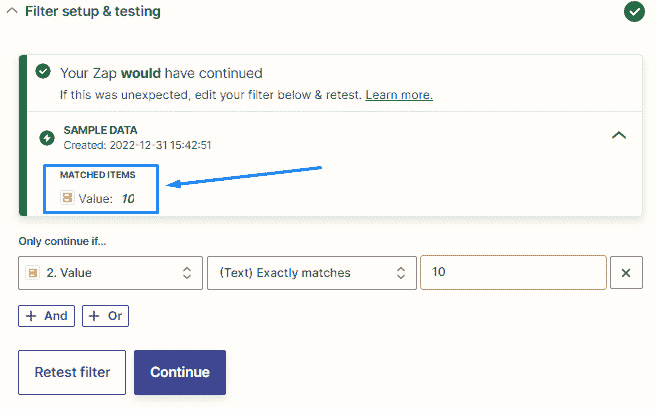 Filter setup & testing
Your Zap would have continued
If this was unexpected, edit your filter below & retest. Learn more.
SAMPLE DATA
Created: 2022-12-31 15:42:51
MATCHED ITEMS
Value: 10
Only continue if...
2. Value (Text) Exactly matches 10
+ And + Or
Retest filter Continue